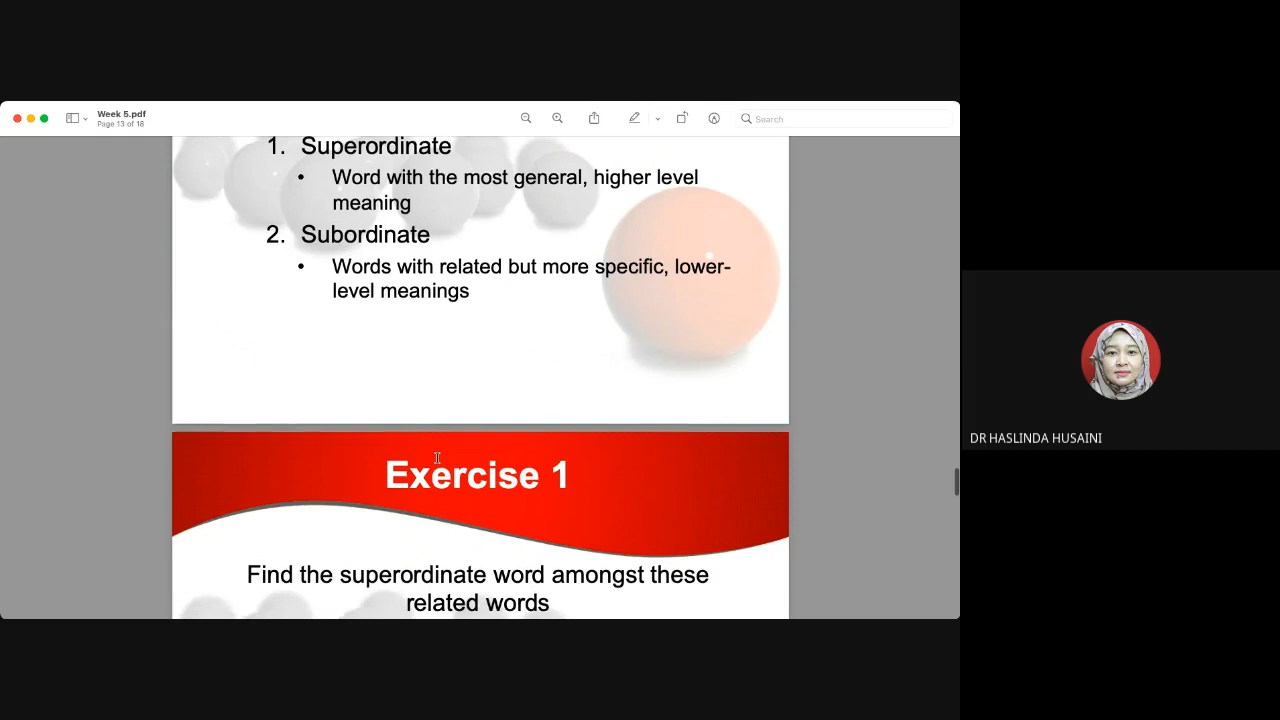 Week 5.pdf
Page 13 of 18
Search
1. Superordinate
• Word with the most general, higher level
meaning
2. Subordinate
• Words with related but more specific, lower-
level meanings
Exercise 1
Find the superordinate word amongst these
related words
DR HASLINDA HUSAINI